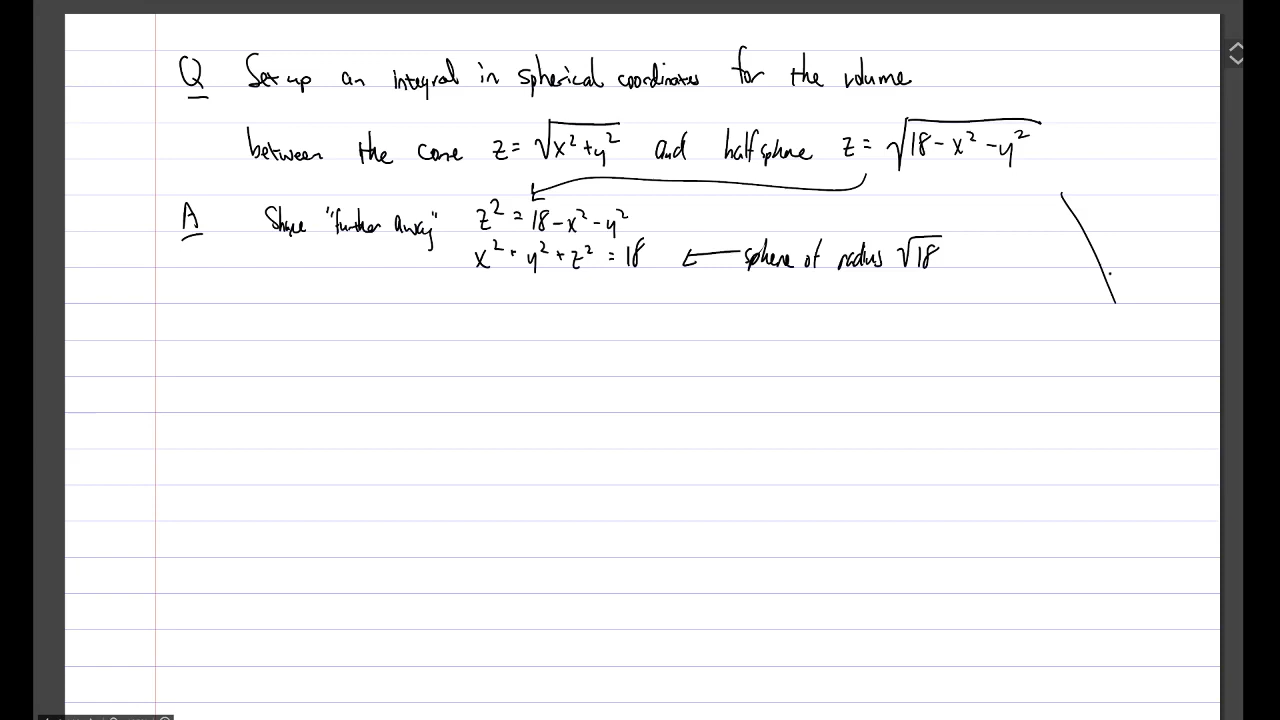 Q Set up an integral in spherical coordinates for the volume
between the cone z = √(x² + y²) and half sphere z = √(18 - x² - y²)
A Shape "further away" z² = 18 - x² - y²
x² + y² + z² = 18 ← sphere of radius √18